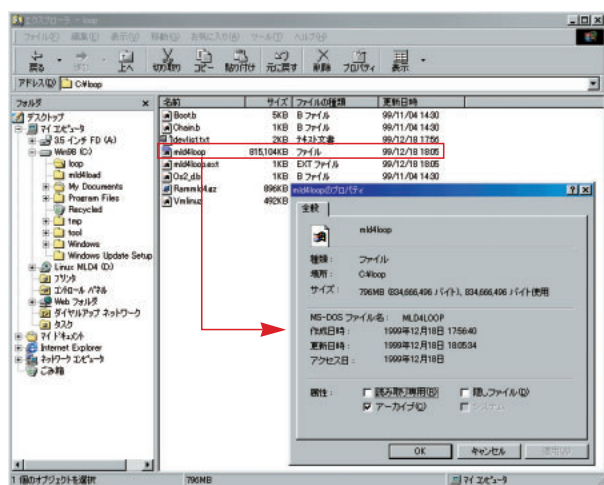 エクスプローラ - loop
ファイル(F) 編集(E) 表示(V) 移動(G) お気に入り(A) ツール(T) ヘルプ(H)
戻る 進む 上へ 切り取り コピー 貼り付け 元に戻す 削除 プロパティ 表示
アドレス(D) C:¥loop
フォルダ
デスクトップ
マイ コンピュータ
3.5 インチ FD (A:)
Win98 (C:)
loop
mld4load
My Documents
Program Files
Recycled
tmp
tool
Windows
Windows Update Setup
Linux MLD4 (D:)
プリンタ
コントロール パネル
Web フォルダ
ダイヤルアップ ネットワーク
タスク
マイ ドキュメント
Internet Explorer
ネットワーク コンピュータ
ごみ箱
名前 サイズ ファイルの種類 更新日時
Boot.b 5KB B ファイル 99/11/04 14:30
Chain.b 1KB B ファイル 99/11/04 14:30
devlist.txt 2KB テキスト文書 99/12/18 17:56
mld4loop 815,104KB ファイル 99/12/18 18:05
mld4loop.ext 1KB EXT ファイル 99/12/18 18:05
Os2_d.b 1KB B ファイル 99/11/04 14:30
896KB
Vmlinuz 492KB
mld4loopのプロパティ
全般
mld4loop
種類： ファイル
場所： C:¥loop
サイズ： 796MB (834,666,496 バイト)、834,666,496 バイト使用
MS-DOS ファイル名： MLD4LOOP
作成日時： 1999年12月18日 17:56:40
更新日時： 1999年12月18日 18:05:34
アクセス日： 1999年12月18日
属性： 読み取り専用(R) 隠しファイル(D)
アーカイブ(C) システム
OK キャンセル 適用(A)
1 個のオブジェクトを選択 796MB マイ コンピュータ